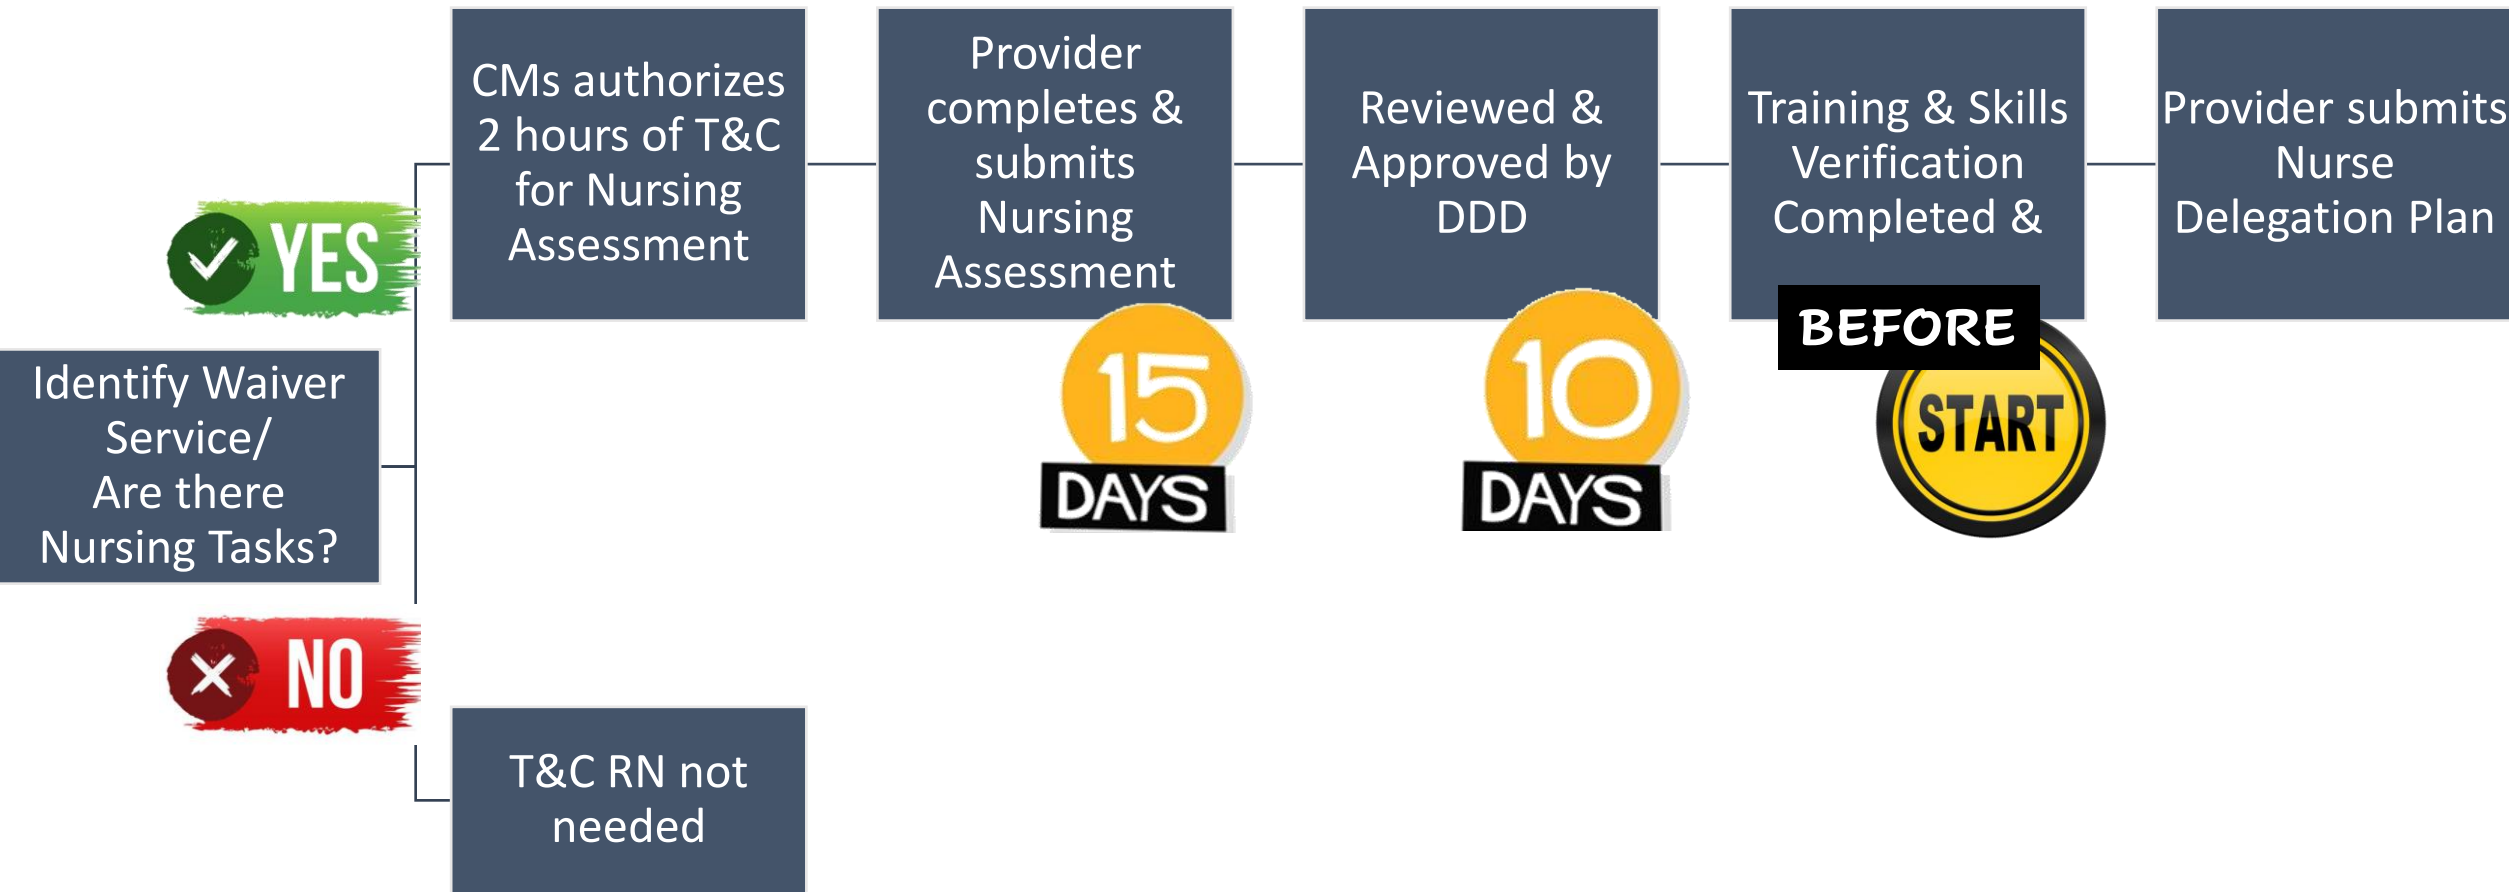 Identify Waiver
Service/
Are there
Nursing Tasks?
YES
CMs authorizes
2 hours of T&C
for Nursing
Assessment
Provider
completes &
submits
Nursing
Assessment
15
DAYS
Reviewed &
Approved by
DDD
10
DAYS
Training & Skills
Verification
Completed &
BEFORE
START
Provider submits
Nurse
Delegation Plan
NO
T&C RN not
needed